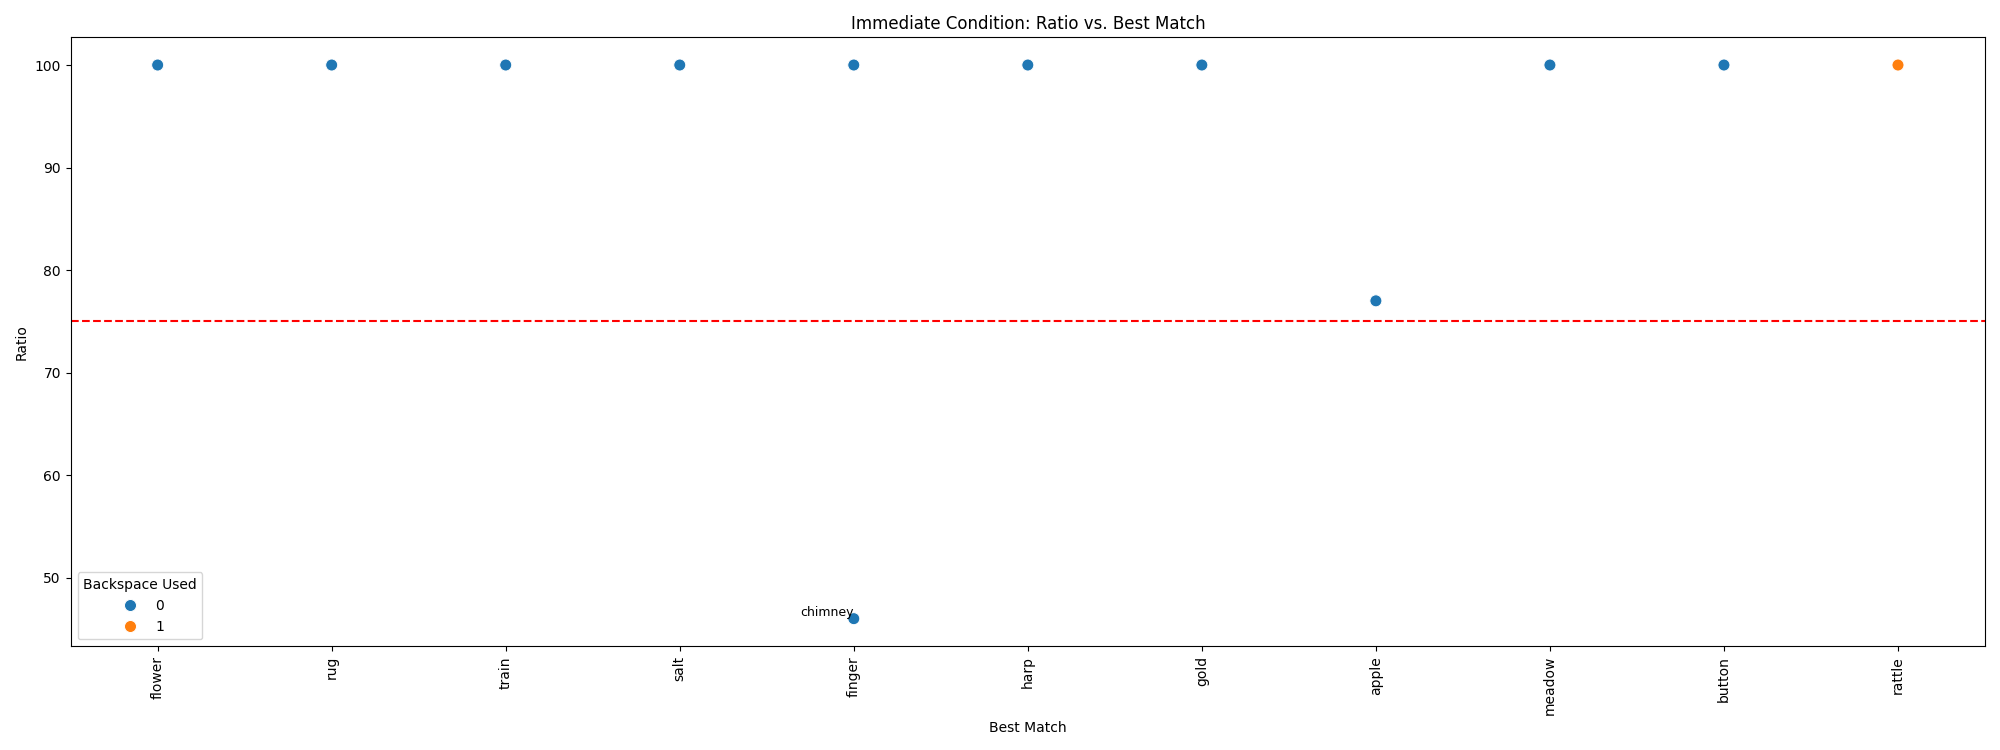 Immediate Condition: Ratio vs. Best Match
100
90
80
70
60
50
Ratio
chimney
Backspace Used
0
1
flower
rug
train
salt
finger
harp
gold
apple
meadow
button
rattle
Best Match